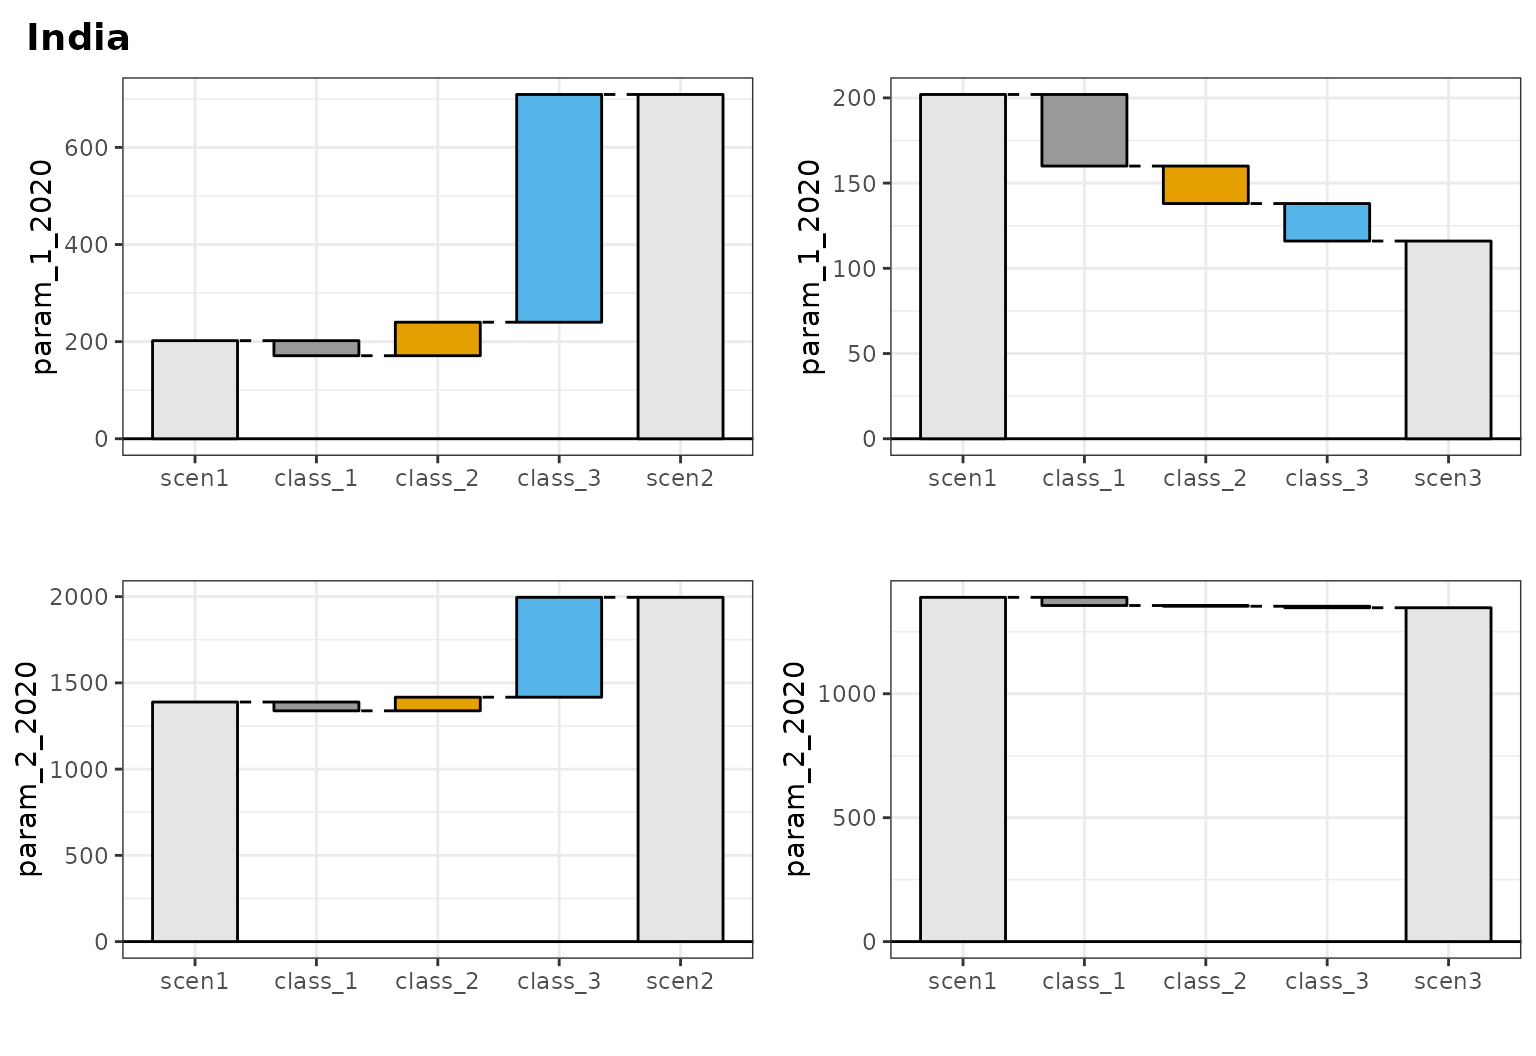 India
param_1_2020
600
400
200
0
scen1 class_1 class_2 class_3 scen2
param_1_2020
200
150
100
50
0
scen1 class_1 class_2 class_3 scen3
param_2_2020
2000
1500
1000
500
0
scen1 class_1 class_2 class_3 scen2
param_2_2020
1000
500
0
scen1 class_1 class_2 class_3 scen3